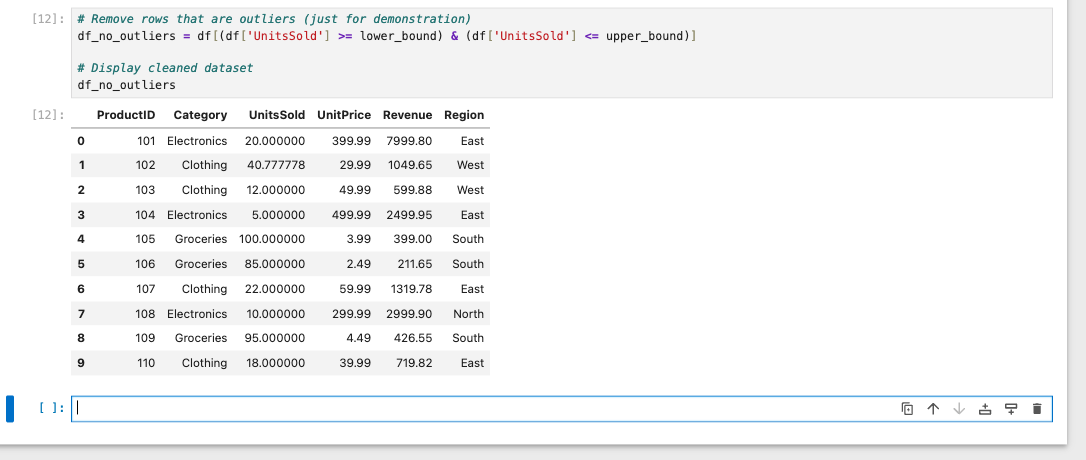 [12]: # Remove rows that are outliers (just for demonstration)
df_no_outliers = df[(df['UnitsSold'] >= lower_bound) & (df['UnitsSold'] <= upper_bound)]
# Display cleaned dataset
df_no_outliers
[12]: ProductID Category UnitsSold UnitPrice Revenue Region
0 101 Electronics 20.000000 399.99 7999.80 East
1 102 Clothing 40.777778 29.99 1049.65 West
2 103 Clothing 12.000000 49.99 599.88 West
3 104 Electronics 5.000000 499.99 2499.95 East
4 105 Groceries 100.000000 3.99 399.00 South
5 106 Groceries 85.000000 2.49 211.65 South
6 107 Clothing 22.000000 59.99 1319.78 East
7 108 Electronics 10.000000 299.99 2999.90 North
8 109 Groceries 95.000000 4.49 426.55 South
9 110 Clothing 18.000000 39.99 719.82 East
[ ]: